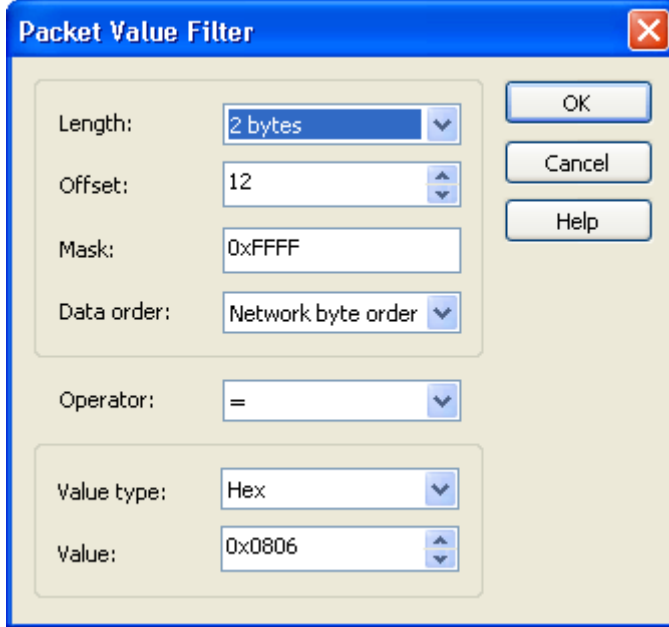 Packet Value Filter
Length: 2 bytes
OK
Offset: 12
Cancel
Mask: 0xFFFF
Help
Data order: Network byte order
Operator: =
Value type: Hex
Value: 0x0806